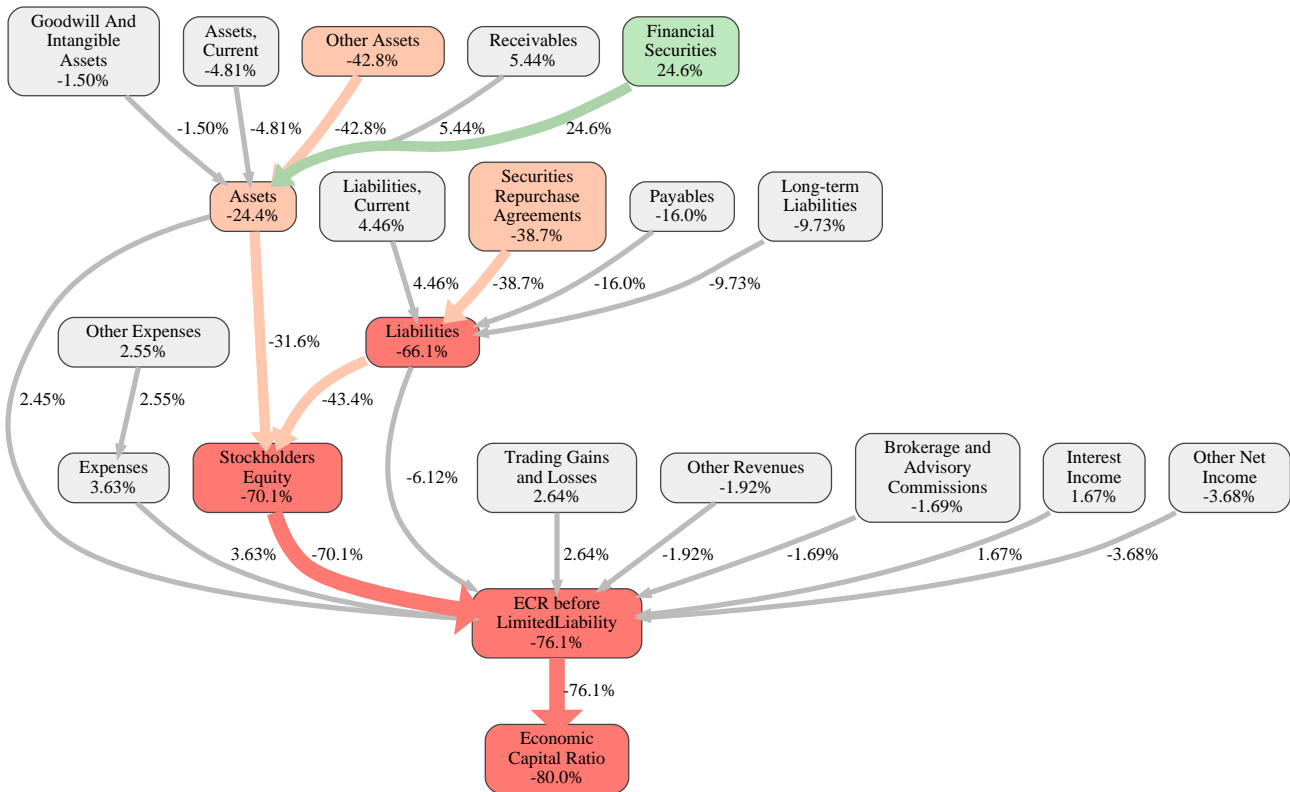 Goodwill And
Intangible
Assets
-1.50%
Assets,
Current
-4.81%
Other Assets
-42.8%
Receivables
5.44%
Financial
Securities
24.6%
-1.50%
-4.81%
-42.8%
5.44%
24.6%
Assets
-24.4%
Liabilities,
Current
4.46%
Securities
Repurchase
Agreements
-38.7%
Payables
-16.0%
Long-term
Liabilities
-9.73%
4.46%
-38.7%
-16.0%
-9.73%
Other Expenses
2.55%
-31.6%
Liabilities
-66.1%
2.45%
2.55%
-43.4%
Expenses
3.63%
Stockholders
Equity
-70.1%
-6.12%
Trading Gains
and Losses
2.64%
Other Revenues
-1.92%
Brokerage and
Advisory
Commissions
-1.69%
Interest
Income
1.67%
Other Net
Income
-3.68%
3.63%
-70.1%
2.64%
-1.92%
-1.69%
1.67%
-3.68%
ECR before
LimitedLiability
-76.1%
-76.1%
Economic
Capital Ratio
-80.0%